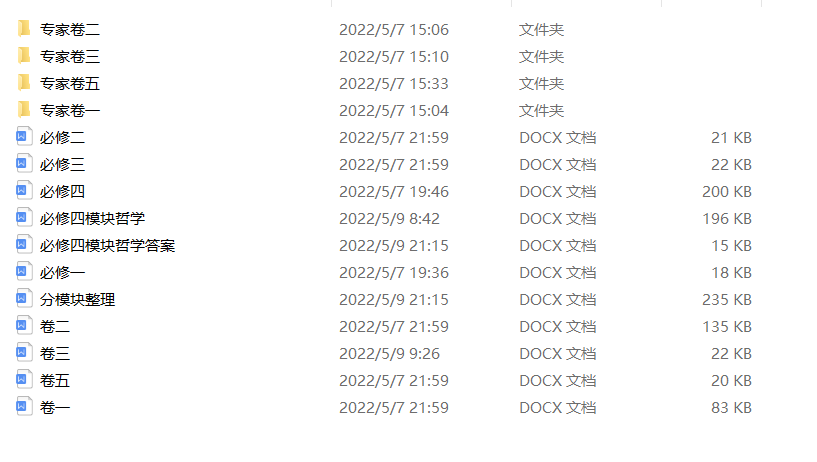 专家卷二 2022/5/7 15:06 文件夹
专家卷三 2022/5/7 15:10 文件夹
专家卷五 2022/5/7 15:33 文件夹
专家卷一 2022/5/7 15:04 文件夹
必修二 2022/5/7 21:59 DOCX 文档 21 KB
必修三 2022/5/7 21:59 DOCX 文档 22 KB
必修四 2022/5/7 19:46 DOCX 文档 200 KB
必修四模块哲学 2022/5/9 8:42 DOCX 文档 196 KB
必修四模块哲学答案 2022/5/9 21:15 DOCX 文档 15 KB
必修一 2022/5/7 19:36 DOCX 文档 18 KB
分模块整理 2022/5/9 21:15 DOCX 文档 235 KB
卷二 2022/5/7 21:59 DOCX 文档 135 KB
卷三 2022/5/9 9:26 DOCX 文档 22 KB
卷五 2022/5/7 21:59 DOCX 文档 20 KB
卷一 2022/5/7 21:59 DOCX 文档 83 KB